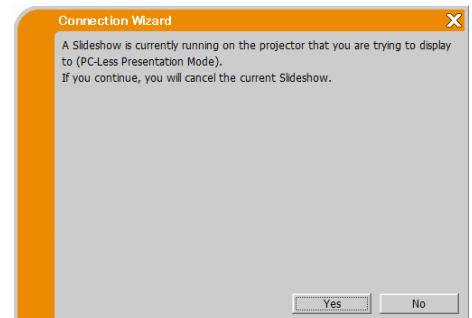 Connection Wizard
A Slideshow is currently running on the projector that you are trying to display
to (PC-Less Presentation Mode).
If you continue, you will cancel the current Slideshow.
Yes No